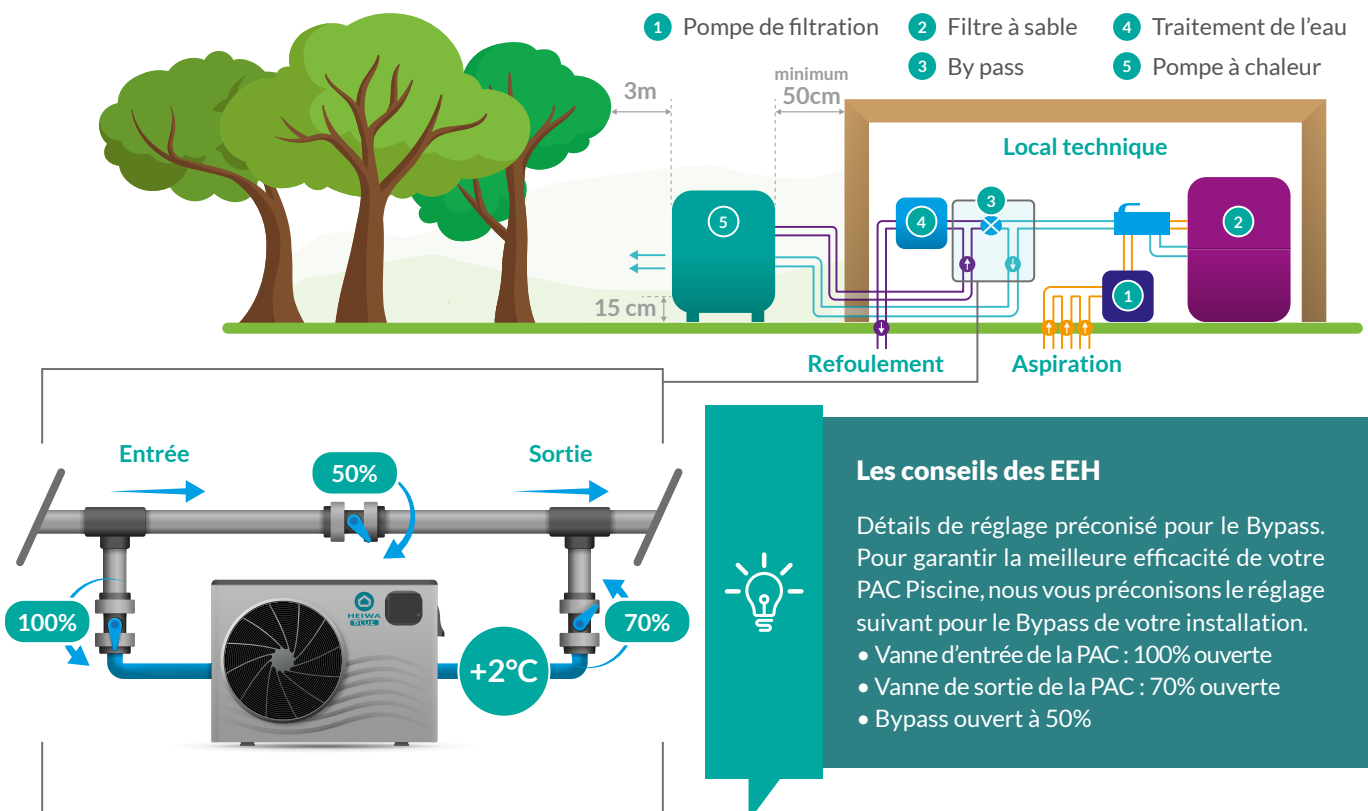 1 Pompe de filtration
2 Filtre à sable
4 Traitement de l'eau
3 By pass
5 Pompe à chaleur
3m
minimum
50cm
Local technique
3
5
4
2
1
15 cm
Refoulement
Aspiration
Entrée
50%
Sortie
100%
HEIWA
BLUE
70%
+2°C
Les conseils des EEH
Détails de réglage préconisé pour le Bypass.
Pour garantir la meilleure efficacité de votre
PAC Piscine, nous vous préconisons le réglage
suivant pour le Bypass de votre installation.
• Vanne d'entrée de la PAC : 100% ouverte
• Vanne de sortie de la PAC : 70% ouverte
• Bypass ouvert à 50%